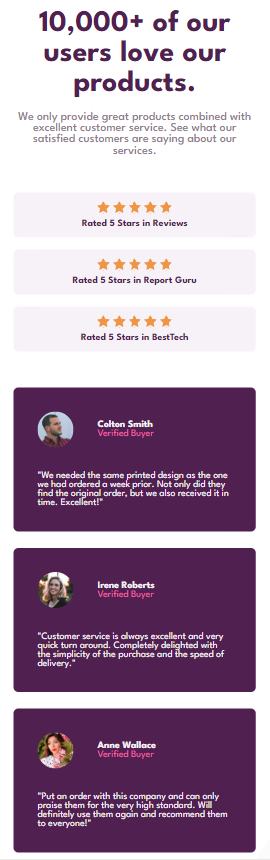 10,000+ of our
users love our
products.
We only provide great products combined with
excellent customer service. See what our
satisfied customers are saying about our
services.
Rated 5 Stars in Reviews
Rated 5 Stars in Report Guru
Rated 5 Stars in BestTech
Colton Smith
Verified Buyer
"We needed the same printed design as the one
we had ordered a week prior. Not only did they
find the original order, but we also received it in
time. Excellent!"
Irene Roberts
Verified Buyer
"Customer service is always excellent and very
quick turn around. Completely delighted with
the simplicity of the purchase and the speed of
delivery."
Anne Wallace
Verified Buyer
"Put an order with this company and can only
praise them for the very high standard. Will
definitely use them again and recommend them
to everyone!"